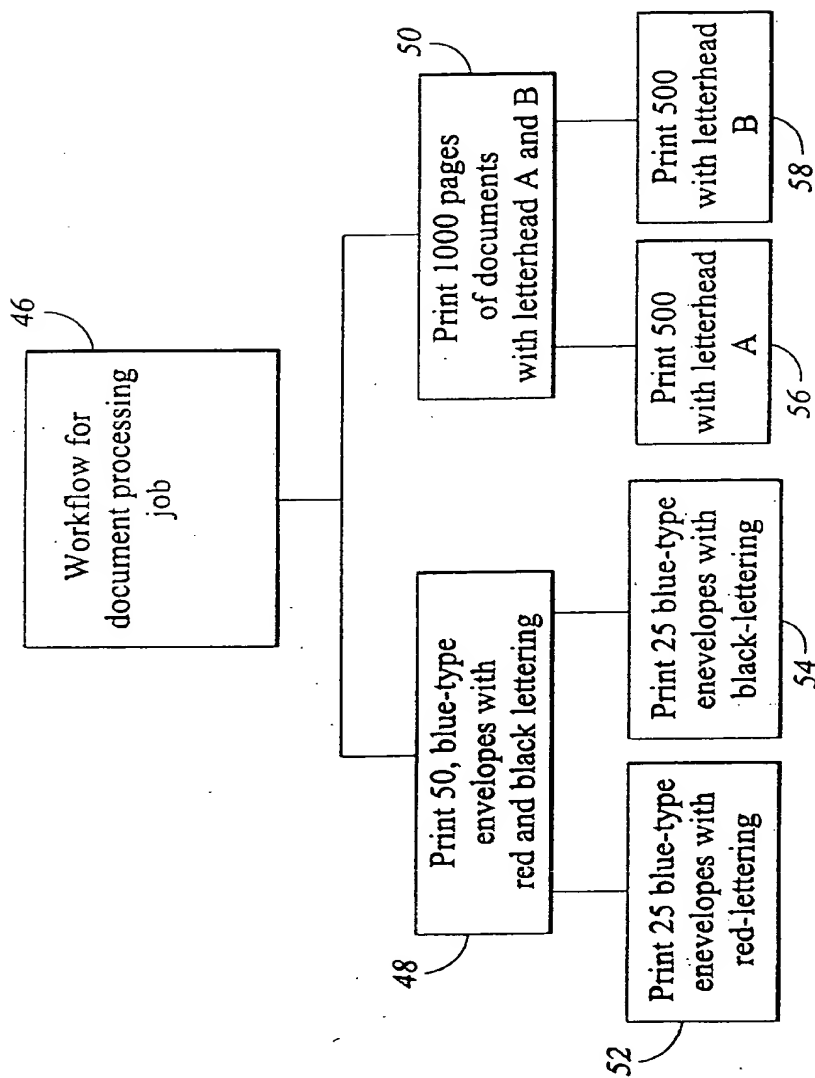 46
Workflow for
document processing
job
48
Print 50, blue-type
envelopes with
red and black lettering
50
Print 1000 pages
of documents
with letterhead A and B
52
Print 25 blue-type
enevelopes with
red-lettering
54
Print 25 blue-type
enevelopes with
black-lettering
56
Print 500
with letterhead
A
58
Print 500
with letterhead
B